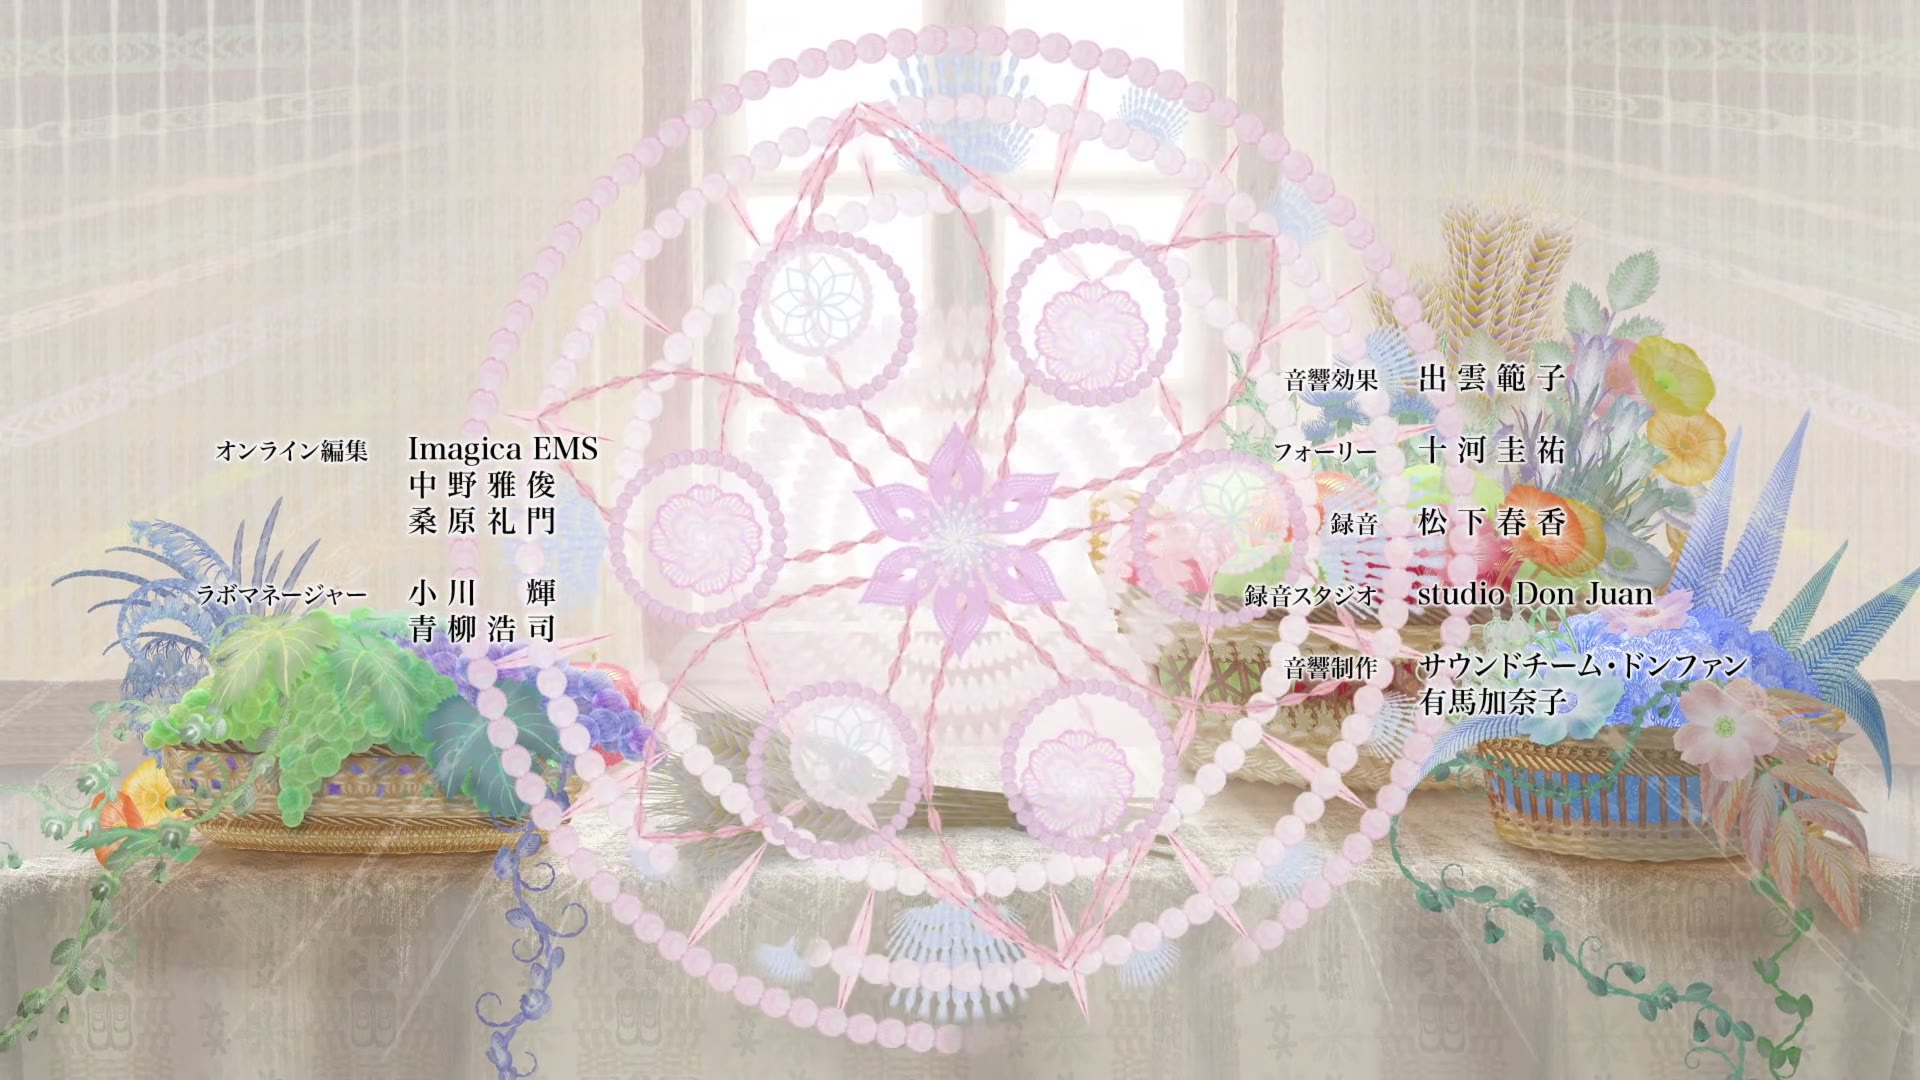 オンライン編集 Imagica EMS
中野雅俊
桑原礼門
ラボマネージャー 小川 輝
青柳浩司
音響効果 出雲範子
フォーリー 十河圭祐
録音 松下春香
録音スタジオ studio Don Juan
音響制作 サウンドチーム・ドンファン
有馬加奈子